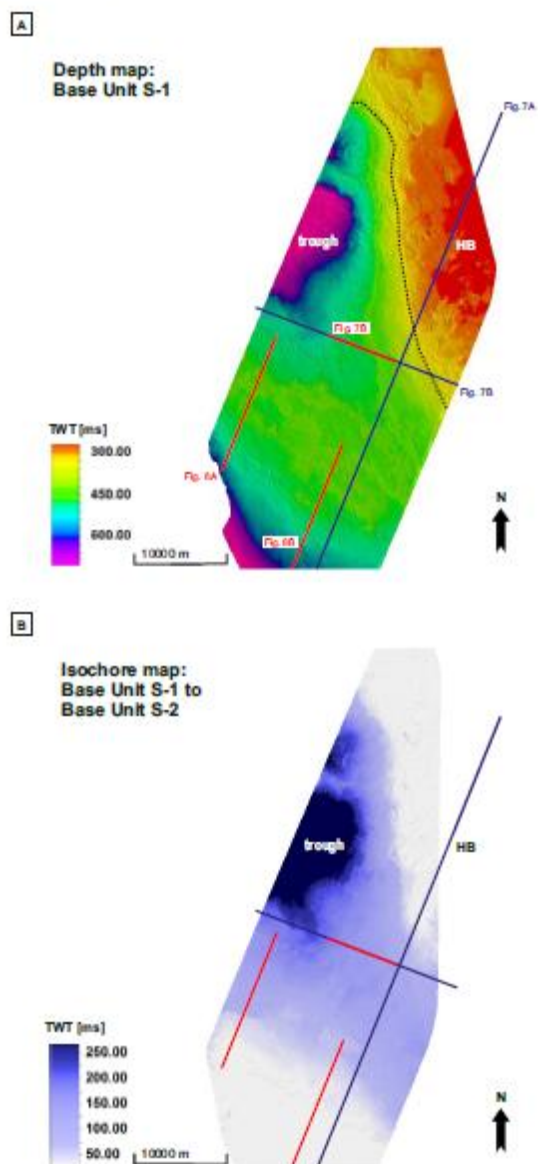 A
Depth map:
Base Unit S-1
Fig. 7A
trough
HB
Fig. 7B
Fig. 7B
TWT [ms]
300.00
450.00
600.00
Fig. 6A
Fig. 6B
N
10000 m
B
Isochore map:
Base Unit S-1 to
Base Unit S-2
trough
HB
TWT [ms]
250.00
200.00
150.00
100.00
50.00
N
10000 m